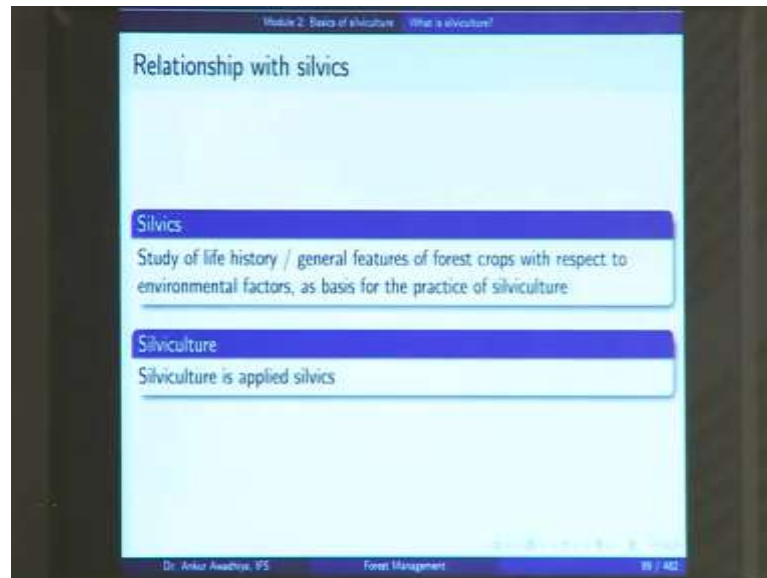 Module 2: Basics of silviculture What is silviculture?
Relationship with silvics
Silvics
Study of life history / general features of forest crops with respect to
environmental factors, as basis for the practice of silviculture
Silviculture
Silviculture is applied silvics
Dr. Ankur Awadhiya, IFS Forest Management 99 / 482